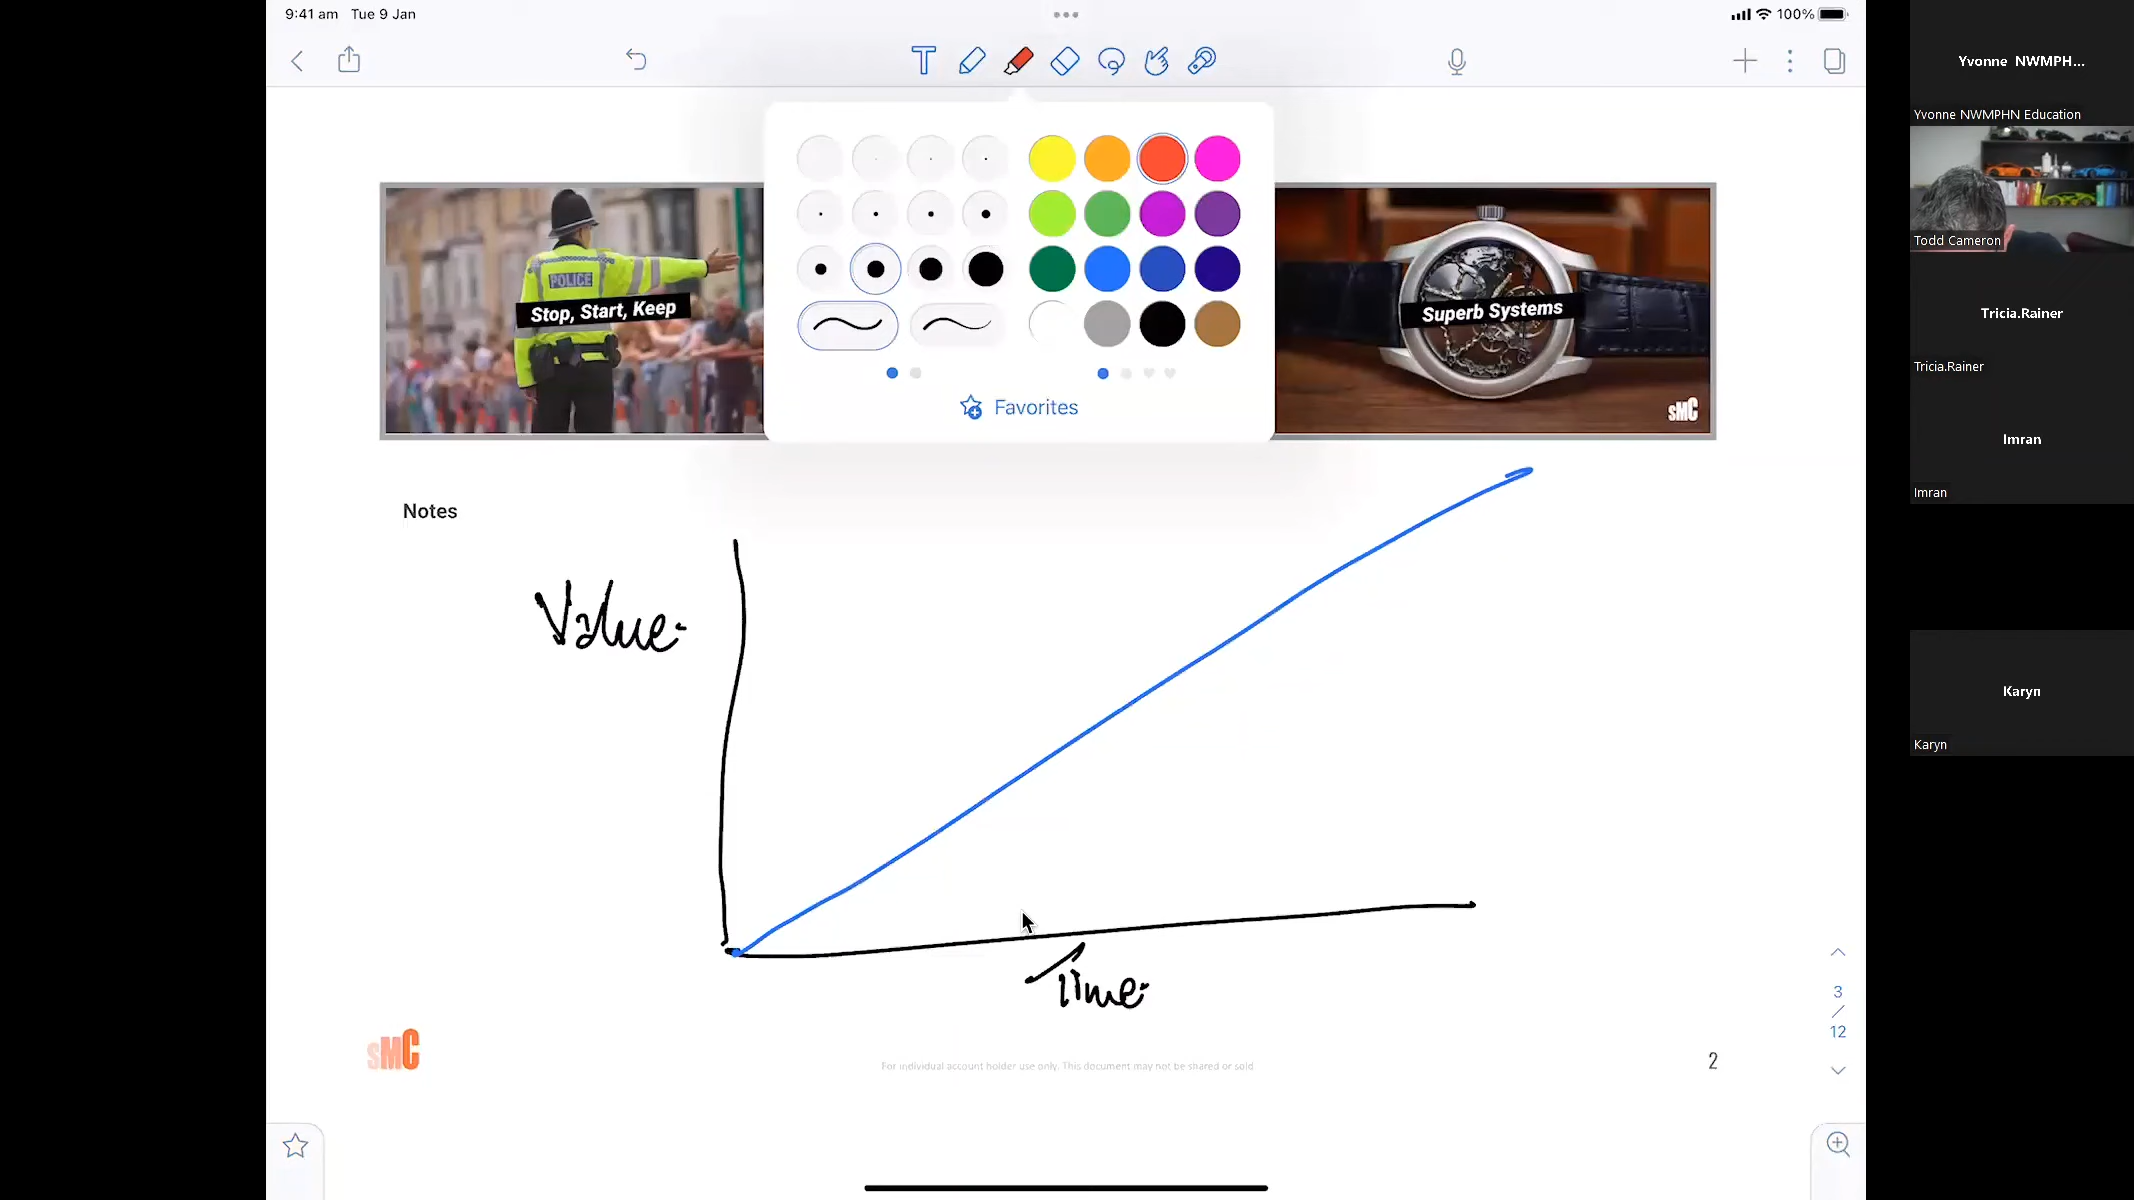 9:41 am Tue 9 Jan
100%
T
Favorites
POLICE
Stop, Start, Keep
Superb Systems
sMC
Notes
Value
Time
sMC
For individual account holder use only. This document may not be shared or sold
2
3
/
12
Yvonne NWMPH...
Yvonne NWMPHN Education
Todd Cameron
Tricia.Rainer
Tricia.Rainer
Imran
Imran
Karyn
Karyn